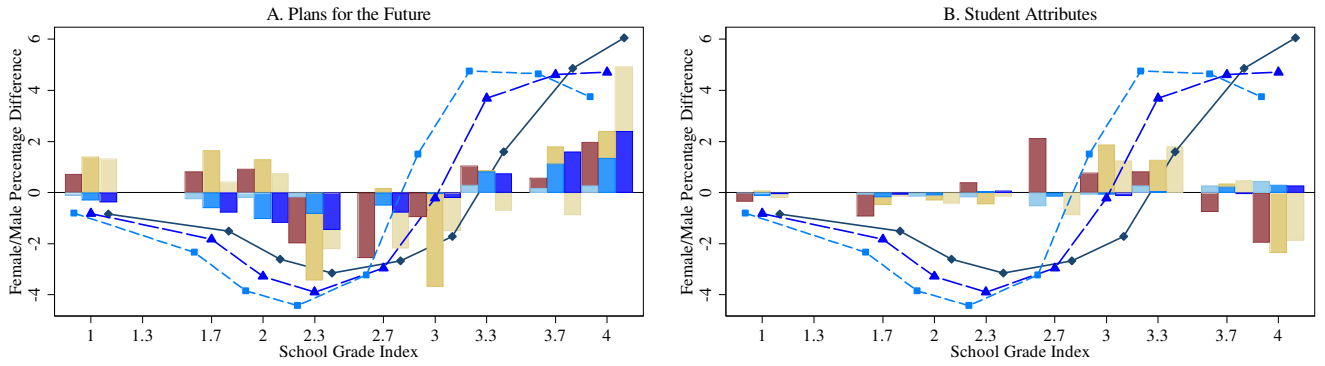 A. Plans for the Future
Female/Male Percentage Difference
6
4
2
0
-2
-4
1 1.3 1.7 2 2.3 2.7 3 3.3 3.7 4
School Grade Index
B. Student Attributes
Female/Male Percentage Difference
6
4
2
0
-2
-4
1 1.3 1.7 2 2.3 2.7 3 3.3 3.7 4
School Grade Index